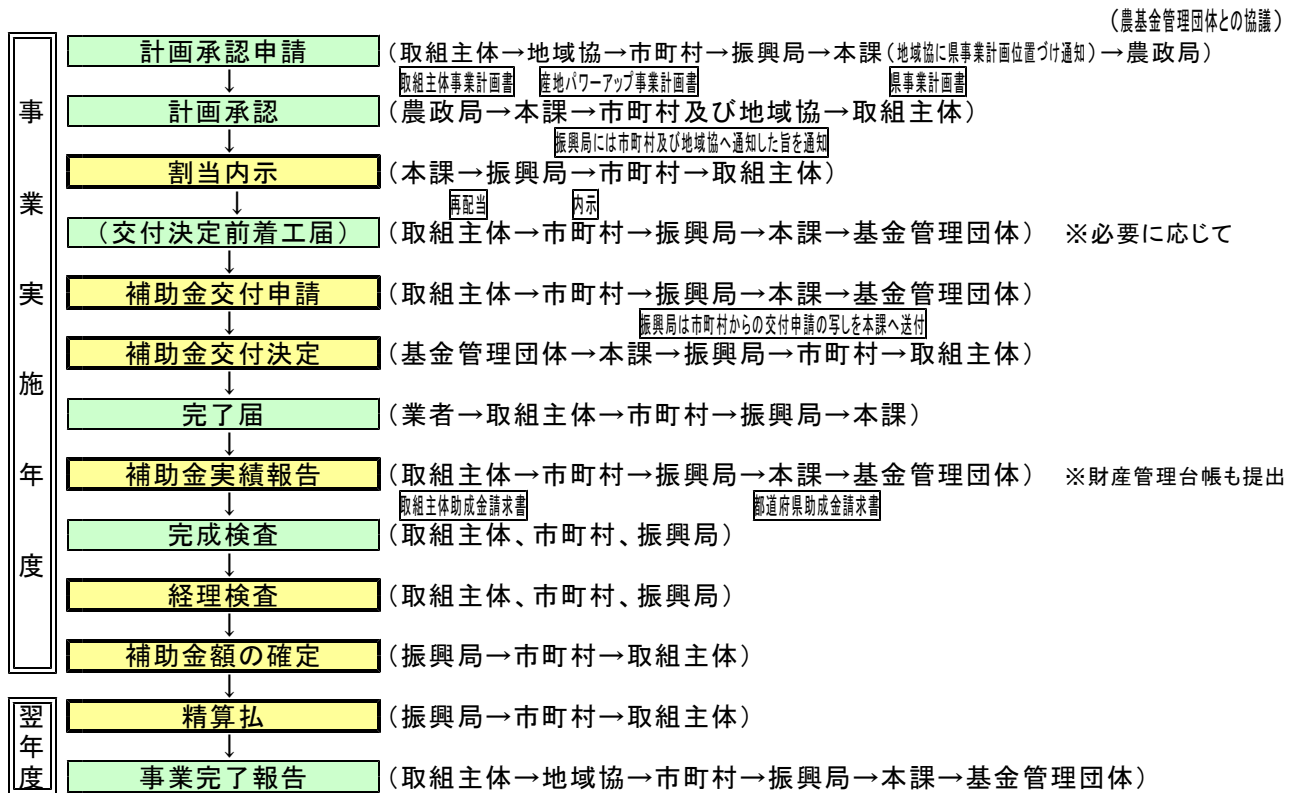 （農基金管理団体との協議）
計画承認申請 （取組主体→地域協→市町村→振興局→本課（地域協に県事業計画位置づけ通知）→農政局）
↓ 取組主体事業計画書 産地パワーアップ事業計画書 県事業計画書
計画承認 （農政局→本課→市町村及び地域協→取組主体）
↓ 振興局には市町村及び地域協へ通知した旨を通知
割当内示 （本課→振興局→市町村→取組主体）
↓ 再配当 内示
（交付決定前着工届） （取組主体→市町村→振興局→本課→基金管理団体） ※必要に応じて
↓
補助金交付申請 （取組主体→市町村→振興局→本課→基金管理団体）
↓ 振興局は市町村からの交付申請の写しを本課へ送付
補助金交付決定 （基金管理団体→本課→振興局→市町村→取組主体）
↓
完了届 （業者→取組主体→市町村→振興局→本課）
↓
補助金実績報告 （取組主体→市町村→振興局→本課→基金管理団体） ※財産管理台帳も提出
↓ 取組主体助成金請求書 都道府県助成金請求書
完成検査 （取組主体、市町村、振興局）
↓
経理検査 （取組主体、市町村、振興局）
↓
補助金額の確定 （振興局→市町村→取組主体）
↓
精算払 （振興局→市町村→取組主体）
↓
事業完了報告 （取組主体→地域協→市町村→振興局→本課→基金管理団体）
事業実施年度
翌年度